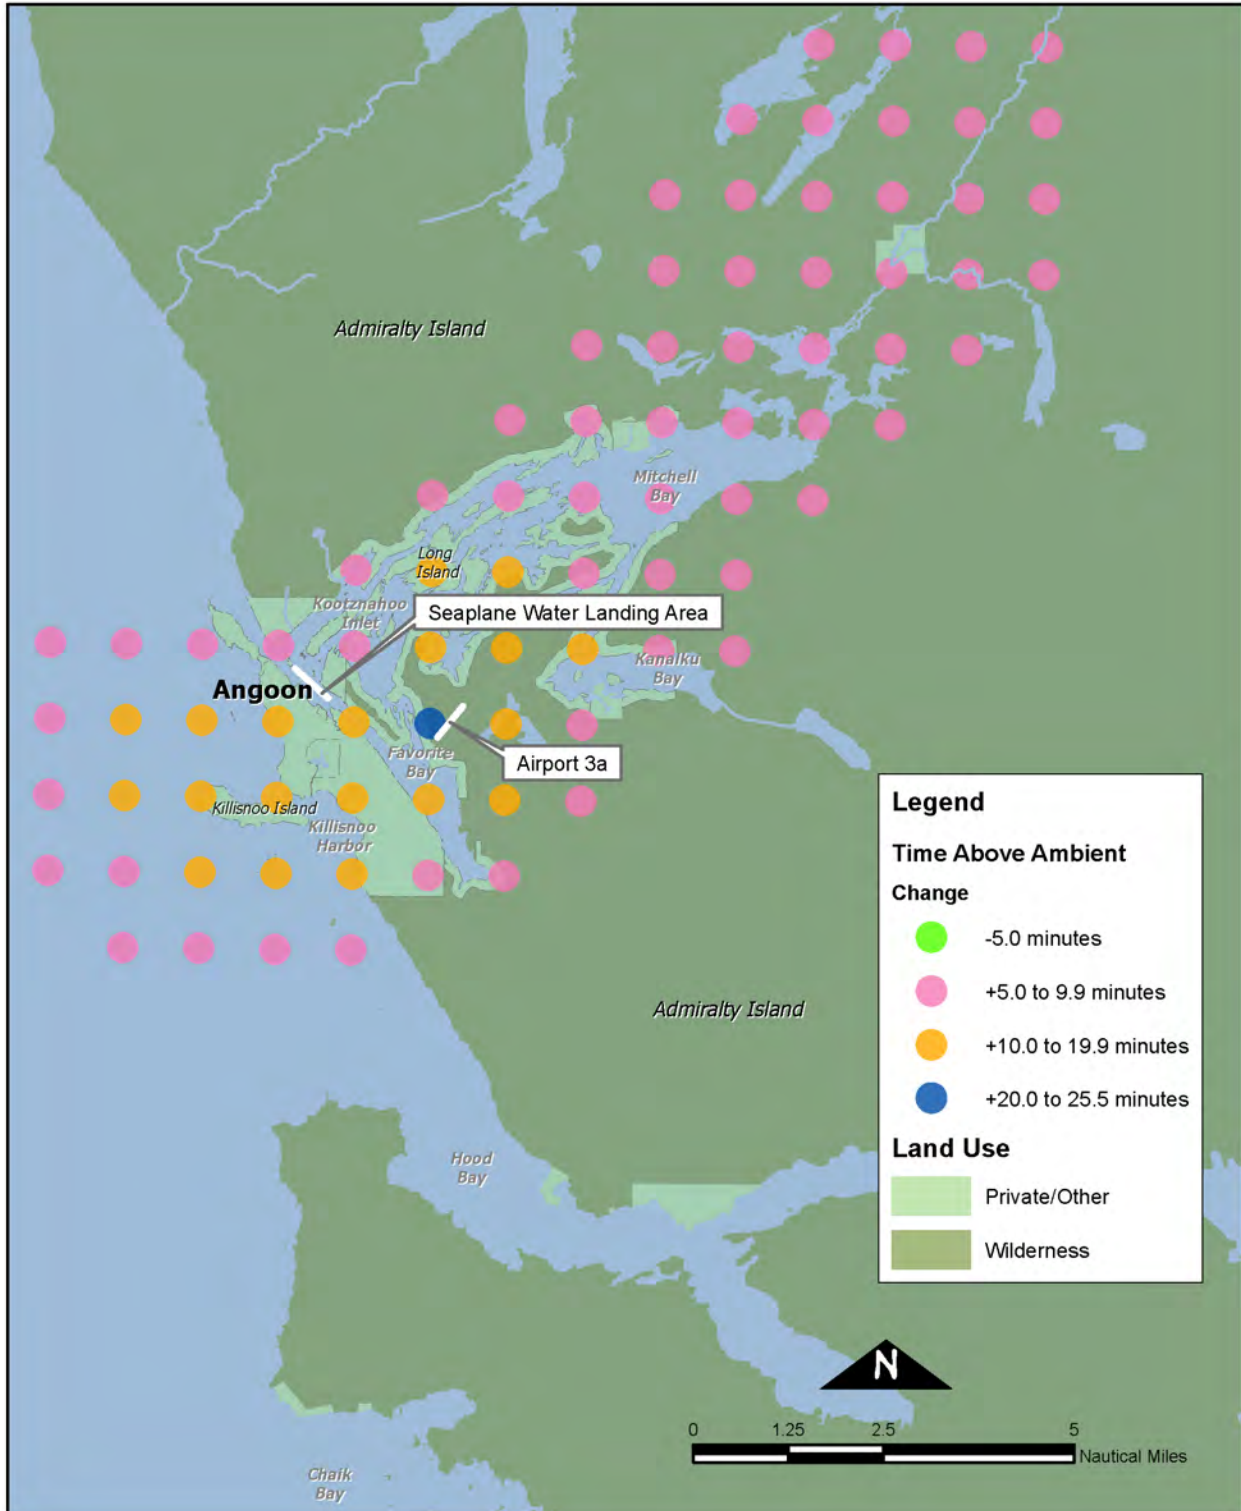 Admiralty Island
Mitchell
Bay
Long
Island
Kootznahoo
Inlet
Seaplane Water Landing Area
Kanalku
Bay
Angoon
Favorite
Bay
Airport 3a
Killisnoo Island
Killisnoo
Harbor
Legend
Time Above Ambient
Change
-5.0 minutes
+5.0 to 9.9 minutes
+10.0 to 19.9 minutes
+20.0 to 25.5 minutes
Land Use
Private/Other
Wilderness
Admiralty Island
Hood
Bay
N
0 1.25 2.5 5
Nautical Miles
Chaik
Bay